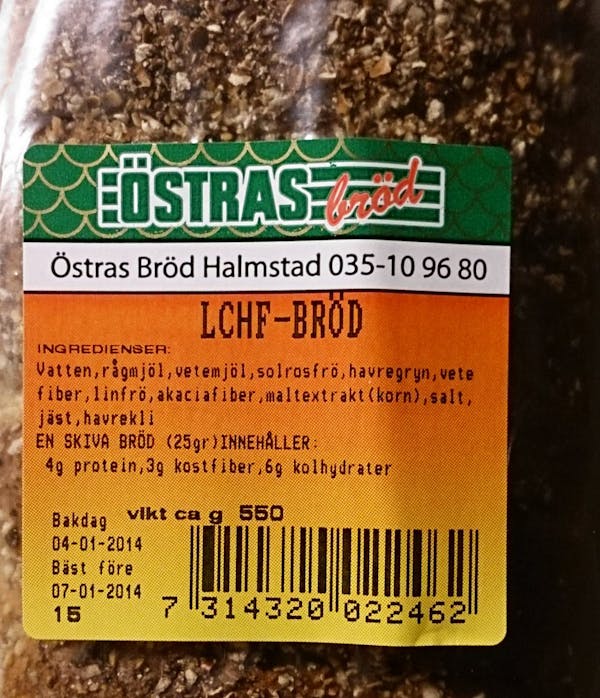 ÖSTRAS bröd
Östras Bröd Halmstad 035-10 96 80
LCHF-BRÖD
INGREDIENSER:
Vatten,rågmjöl,vetemjöl,solrosfrö,havregryn,vete
fiber,linfrö,akaciafiber,maltextrakt(korn),salt,
jäst,havrekli
EN SKIVA BRÖD (25gr)INNEHÅLLER:
4g protein,3g kostfiber,6g kolhydrater
vikt ca g 550
Bakdag
04-01-2014
Bäst före
07-01-2014
15
7 314320 022462